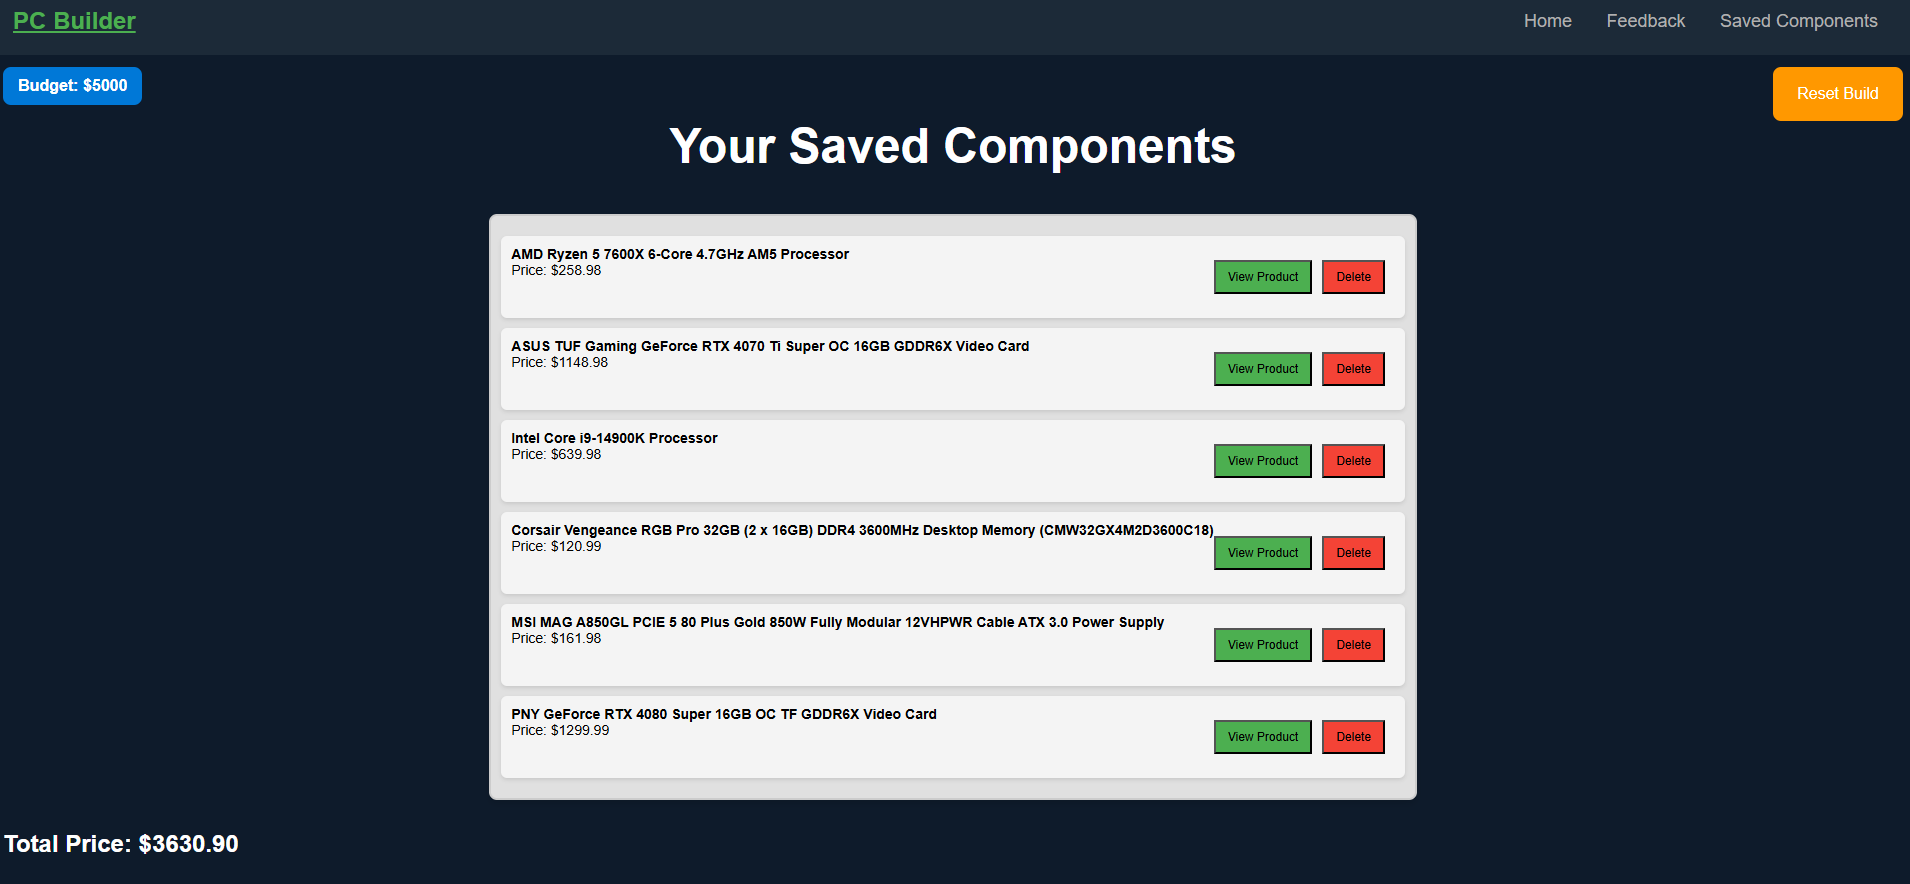 PC Builder
Home Feedback Saved Components
Budget: $5000
Reset Build
Your Saved Components
AMD Ryzen 5 7600X 6-Core 4.7GHz AM5 Processor
Price: $258.98
View Product Delete
ASUS TUF Gaming GeForce RTX 4070 Ti Super OC 16GB GDDR6X Video Card
Price: $1148.98
View Product Delete
Intel Core i9-14900K Processor
Price: $639.98
View Product Delete
Corsair Vengeance RGB Pro 32GB (2 x 16GB) DDR4 3600MHz Desktop Memory (CMW32GX4M2D3600C18)
Price: $120.99
View Product Delete
MSI MAG A850GL PCIE 5 80 Plus Gold 850W Fully Modular 12VHPWR Cable ATX 3.0 Power Supply
Price: $161.98
View Product Delete
PNY GeForce RTX 4080 Super 16GB OC TF GDDR6X Video Card
Price: $1299.99
View Product Delete
Total Price: $3630.90